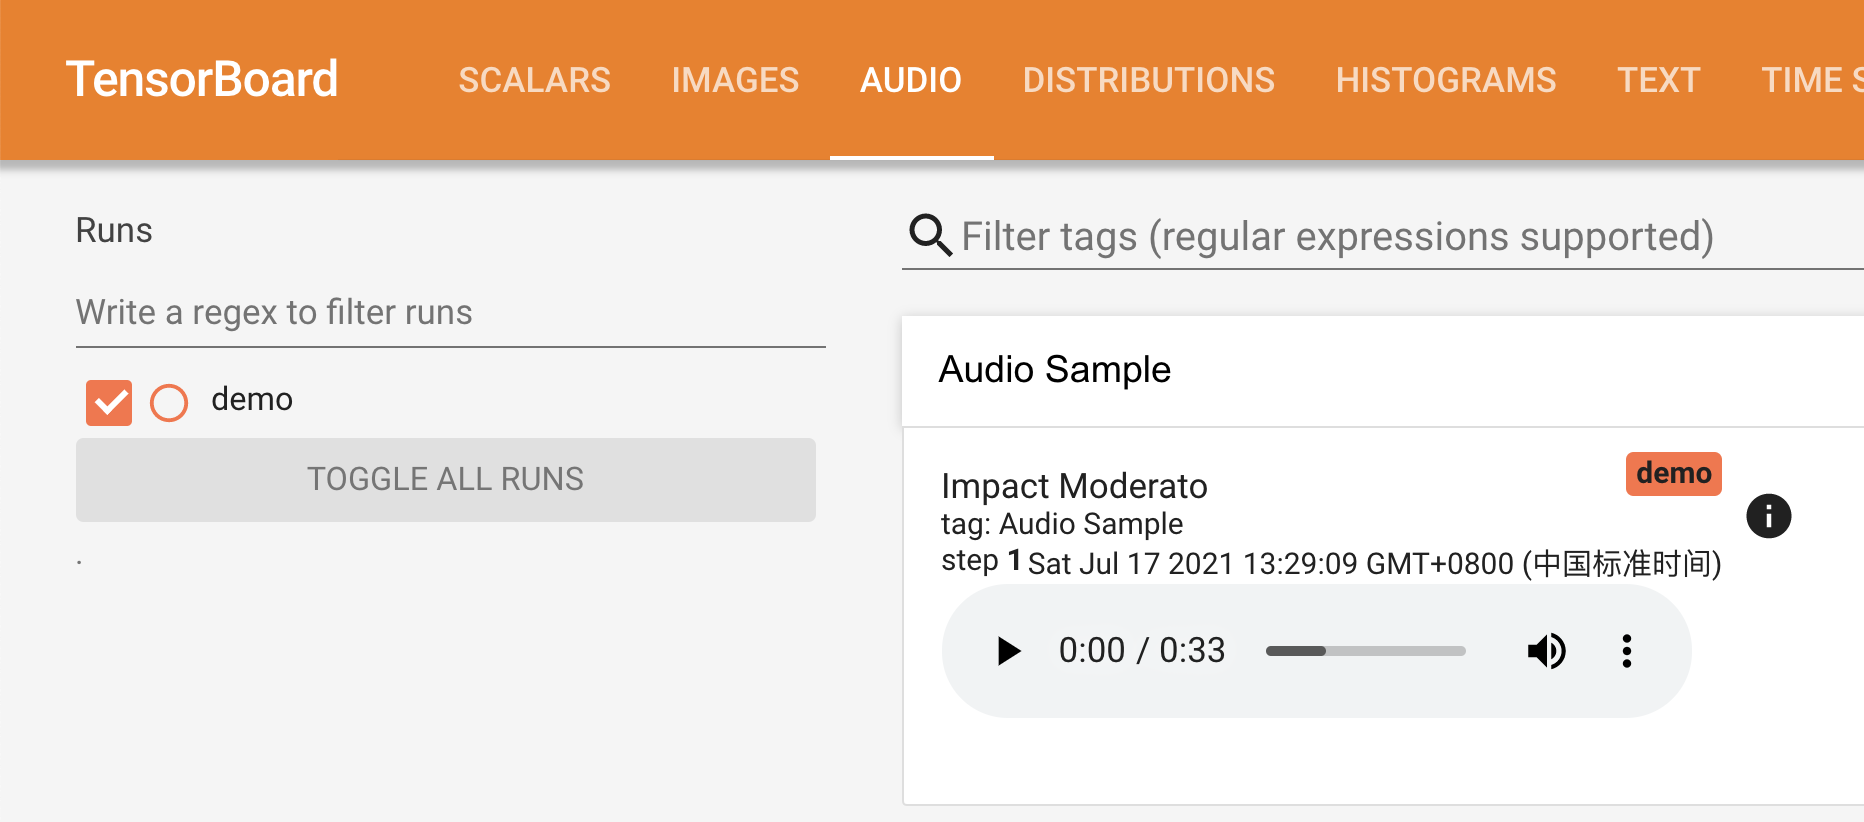 TensorBoard SCALARS IMAGES AUDIO DISTRIBUTIONS HISTOGRAMS TEXT TIME S
Runs
Write a regex to filter runs
demo
TOGGLE ALL RUNS
.
Filter tags (regular expressions supported)
Audio Sample
Impact Moderato
demo
tag: Audio Sample
step 1 Sat Jul 17 2021 13:29:09 GMT+0800 (中国标准时间)
0:00 / 0:33